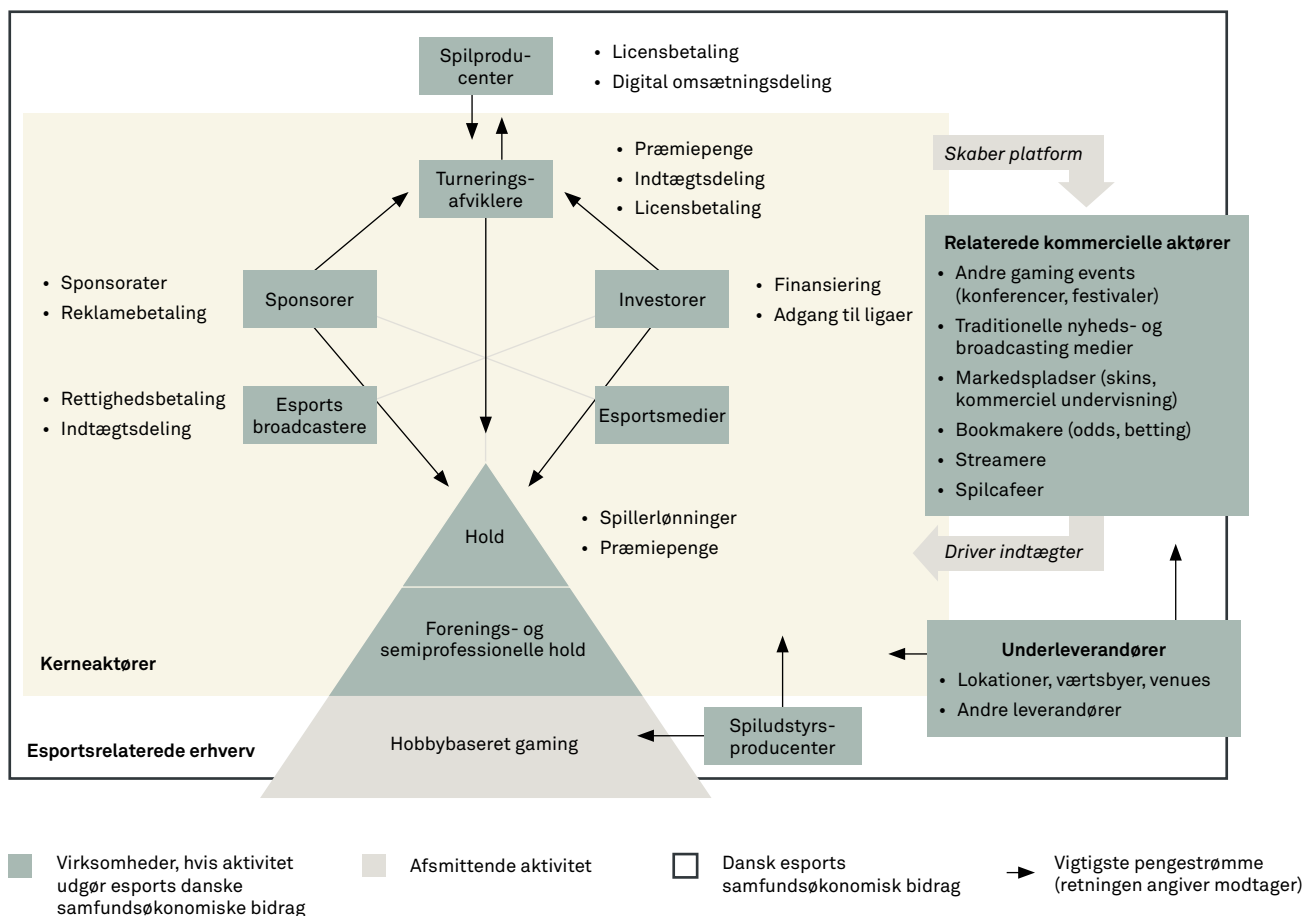 Spilprodu-
center
• Licensbetaling
• Digital omsætningsdeling
Turnerings-
afviklere
• Præmiepenge
• Indtægtsdeling
• Licensbetaling
Skaber platform
• Sponsorater
• Reklamebetaling
Sponsorer
Investorer
• Finansiering
• Adgang til ligaer
• Rettighedsbetaling
• Indtægtsdeling
Esports
broadcastere
Esportsmedier
Relaterede kommercielle aktører
• Andre gaming events
(konferencer, festivaler)
• Traditionelle nyheds- og
broadcasting medier
• Markedspladser (skins,
kommerciel undervisning)
• Bookmakere (odds, betting)
• Streamere
• Spilcafeer
Hold
• Spillerlønninger
• Præmiepenge
Driver indtægter
Forenings- og
semiprofessionelle hold
Kerneaktører
Underleverandører
• Lokationer, værtsbyer, venues
• Andre leverandører
Esportsrelaterede erhverv
Hobbybaseret gaming
Spiludstyrs-
producenter
Virksomheder, hvis aktivitet
udgør esports danske
samfundsøkonomiske bidrag
Afsmittende aktivitet
Dansk esports
samfundsøkonomisk bidrag
Vigtigste pengestrømme
(retningen angiver modtager)